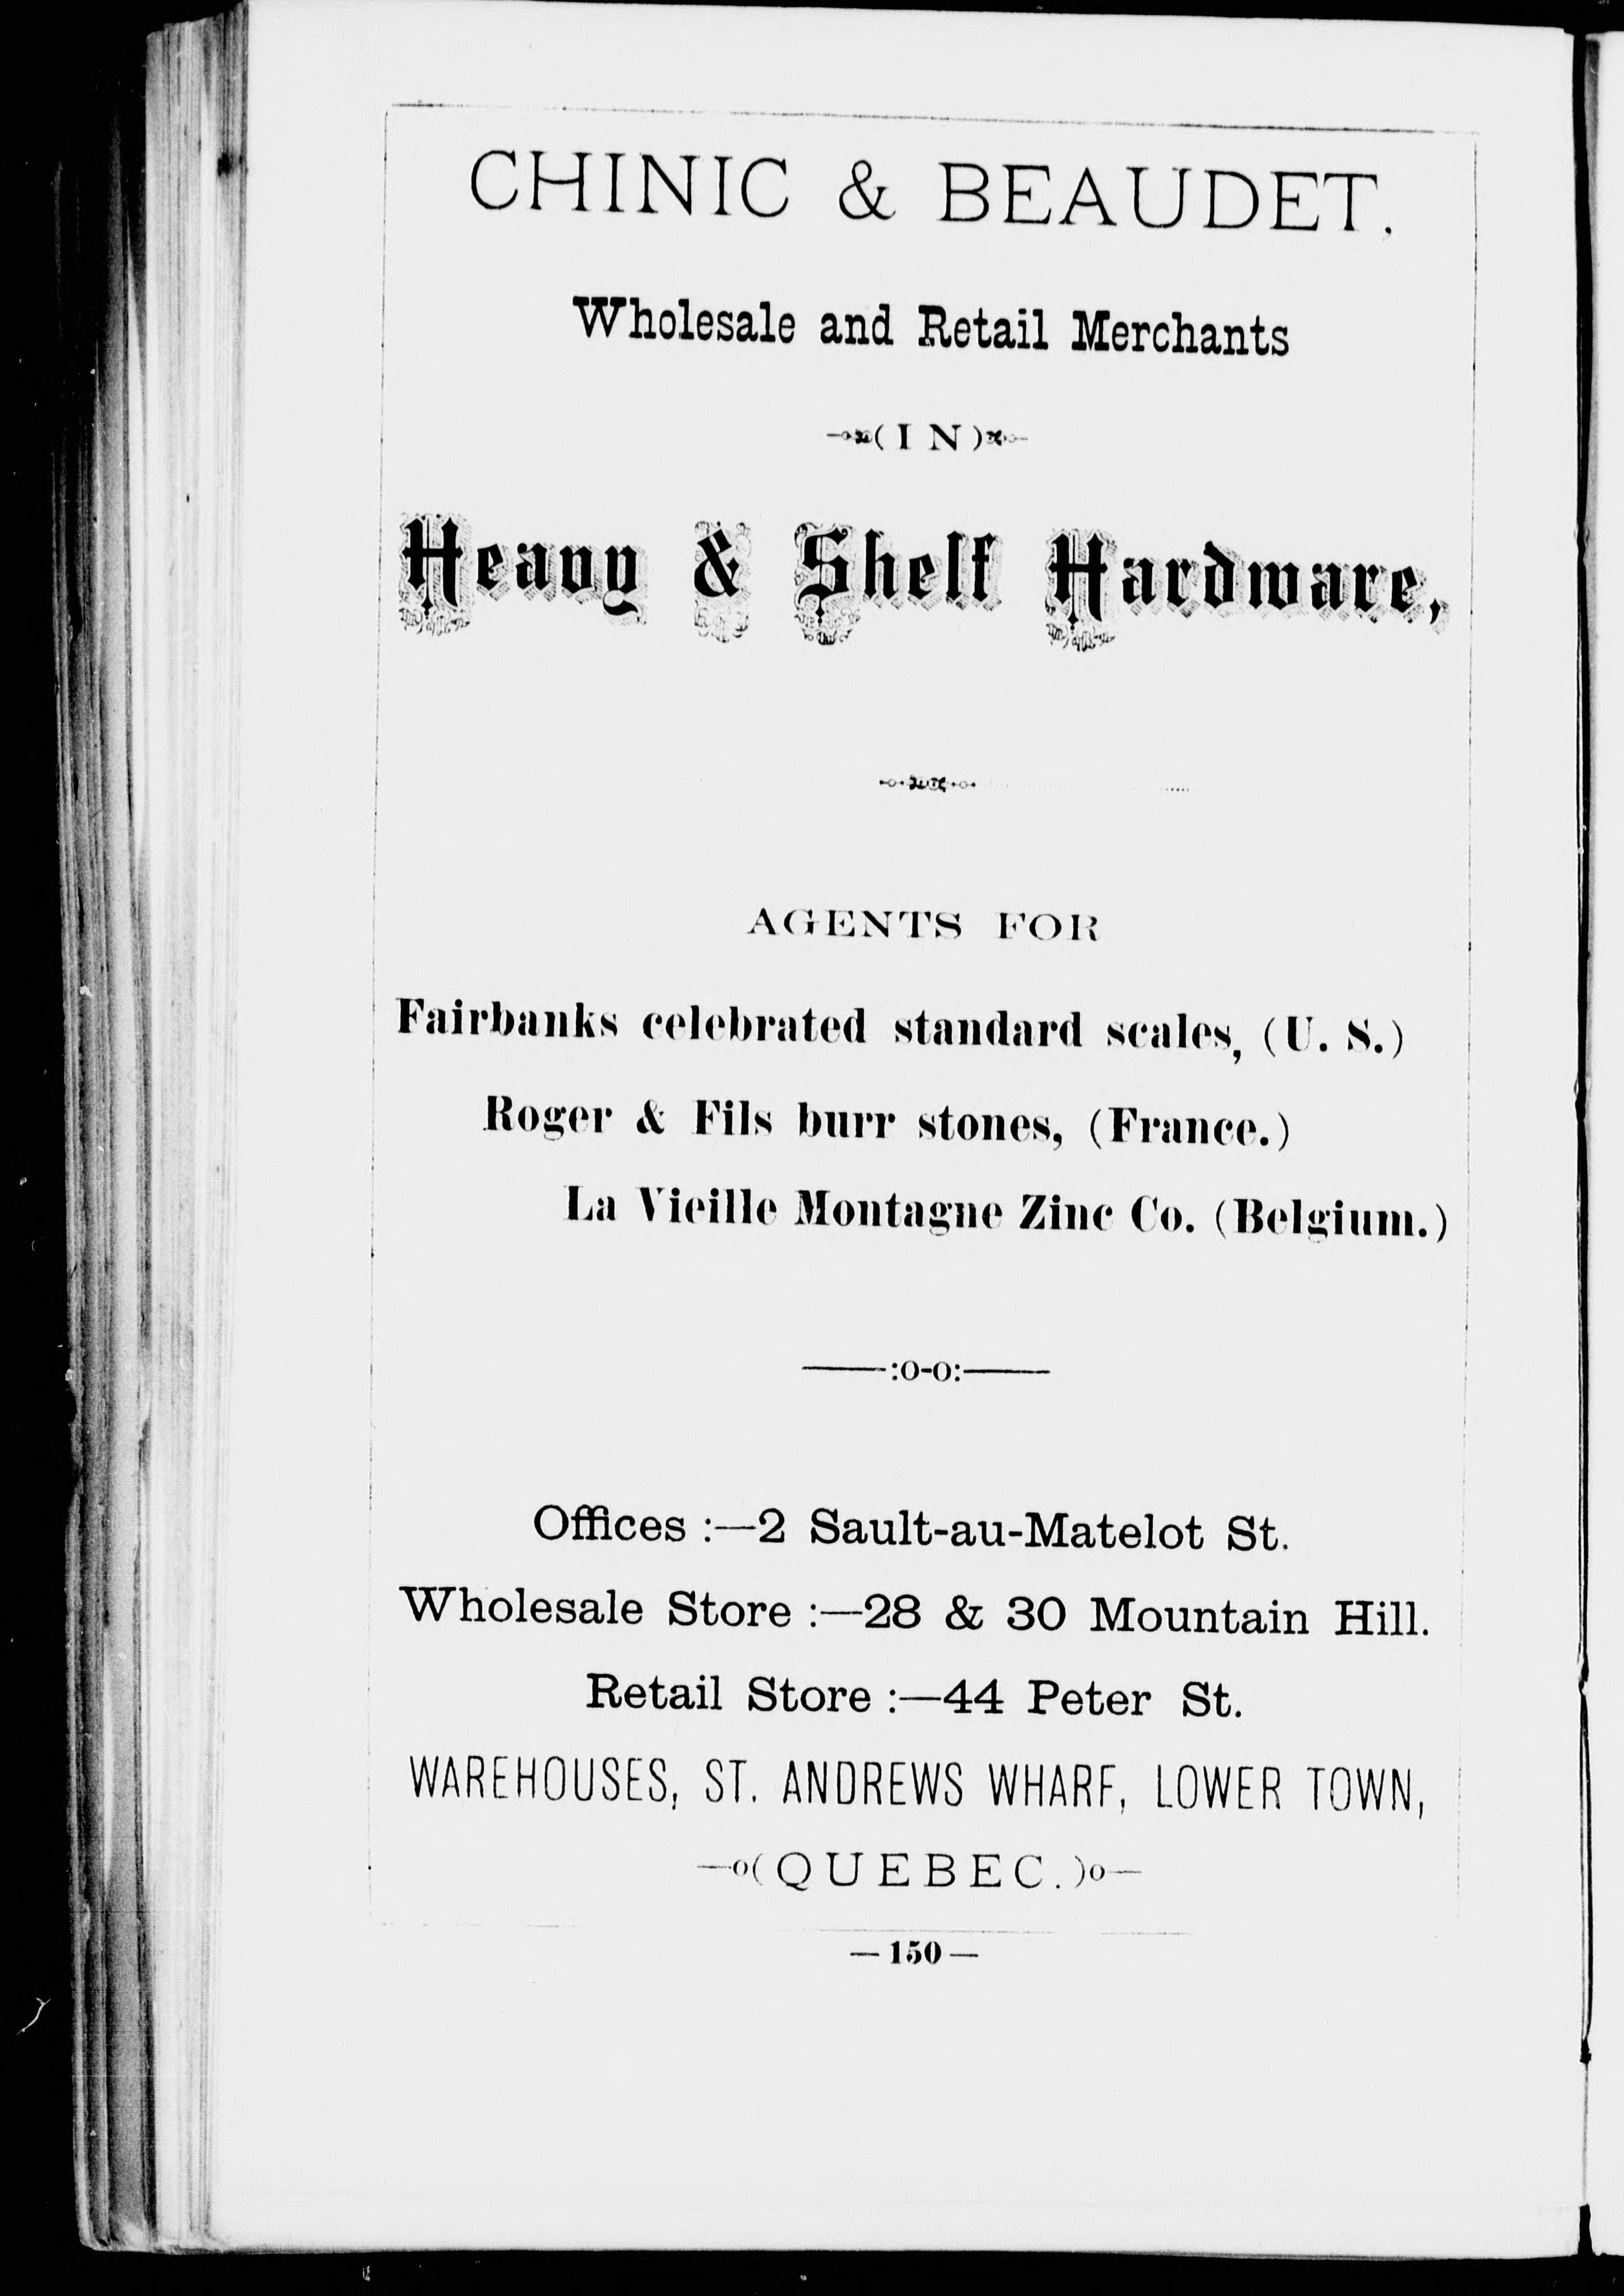 CHINIC & BEAUDET.
Wholesale and Retail Merchants
(IN)
Heavy & Shelf Hardware,
AGENTS FOR
Fairbanks celebrated standard scales, (U. S.)
Roger & Fils burr stones, (France.)
La Vieille Montagne Zinc Co. (Belgium.)
———:o-o:———
Offices :—2 Sault-au-Matelot St.
Wholesale Store :—28 & 30 Mountain Hill.
Retail Store :—44 Peter St.
WAREHOUSES, ST. ANDREWS WHARF, LOWER TOWN,
—o(QUEBEC.)o—
—150—